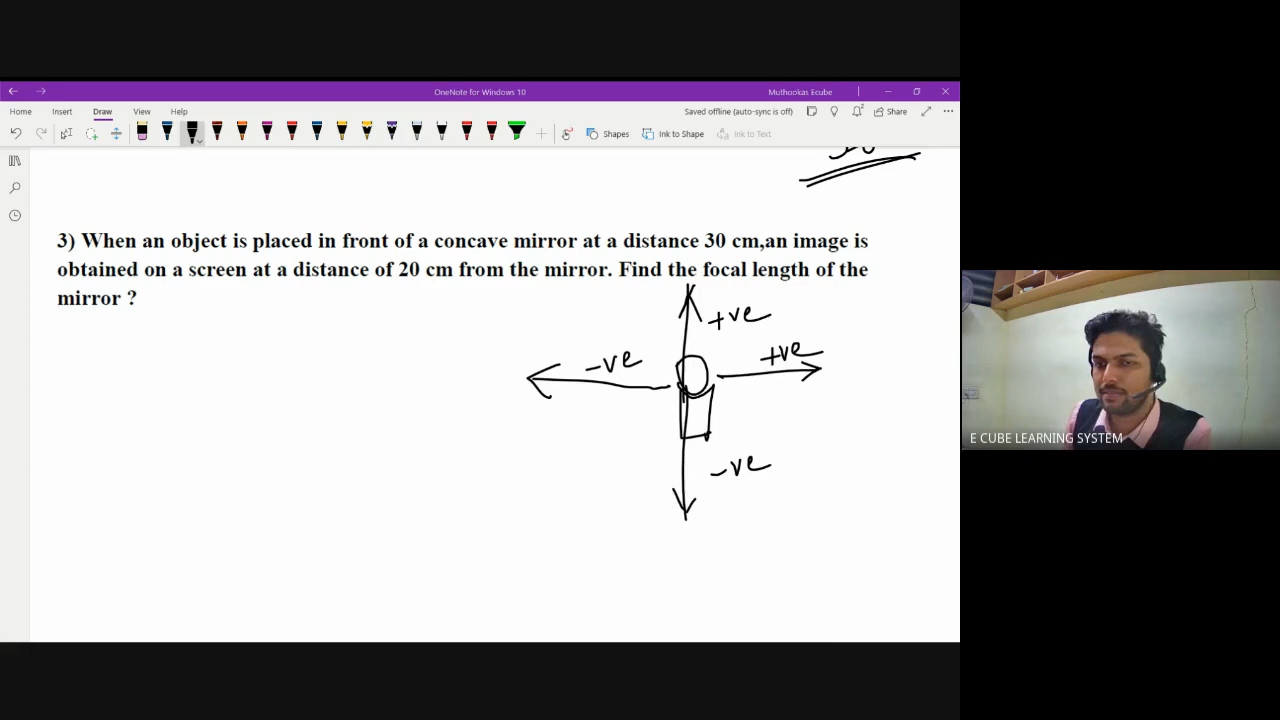 OneNote for Windows 10
Muthookas Ecube
Home Insert Draw View Help
Saved offline (auto-sync is off)
Share
Shapes
Ink to Shape
Ink to Text
3) When an object is placed in front of a concave mirror at a distance 30 cm,an image is
obtained on a screen at a distance of 20 cm from the mirror. Find the focal length of the
mirror ?
+ve
-ve
+ve
-ve
E CUBE LEARNING SYSTEM